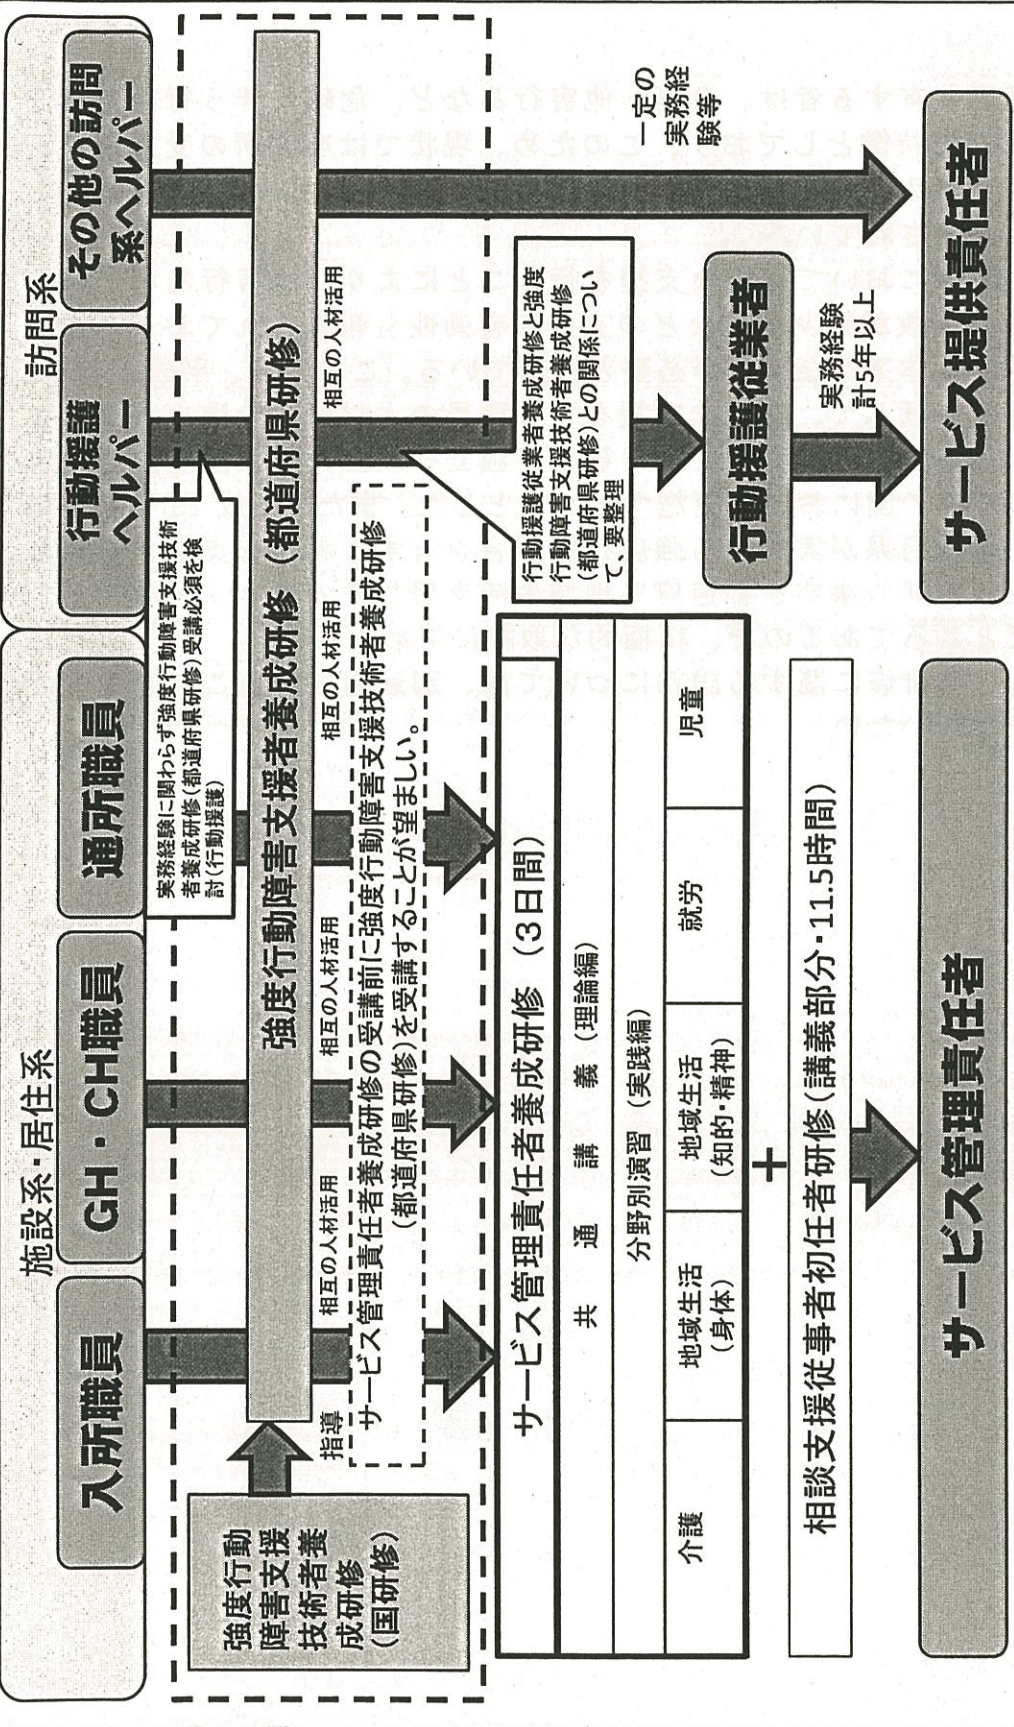 施設系・居住系
訪問系
入所職員
GH・CH職員
通所職員
行動援護
ヘルパー
その他の訪問
系ヘルパー
実務経験に関わらず強度行動障害支援技術
者養成研修(都道府県研修)受講必須を検
討(行動援護)
強度行動
障害支援
技術者養
成研修
(国研修)
強度行動障害支援者養成研修(都道府県研修)
指導
相互の人材活用
相互の人材活用
相互の人材活用
相互の人材活用
相互の人材活用
サービス管理責任者養成研修の受講前に強度行動障害支援技術者養成研修
(都道府県研修)を受講することが望ましい。
行動援護従業者養成研修と強度
行動障害支援技術者養成研修
(都道府県研修)との関係につい
て、要整理
一定の
実務経
験等
サービス管理責任者養成研修(3日間)
共通講義(理論編)
分野別演習(実践編)
介護
地域生活
(身体)
地域生活
(知的・精神)
就労
児童
+
相談支援従事者初任者研修(講義部分・11.5時間)
行動援護従業者
実務経験
計5年以上
サービス管理責任者
サービス提供責任者